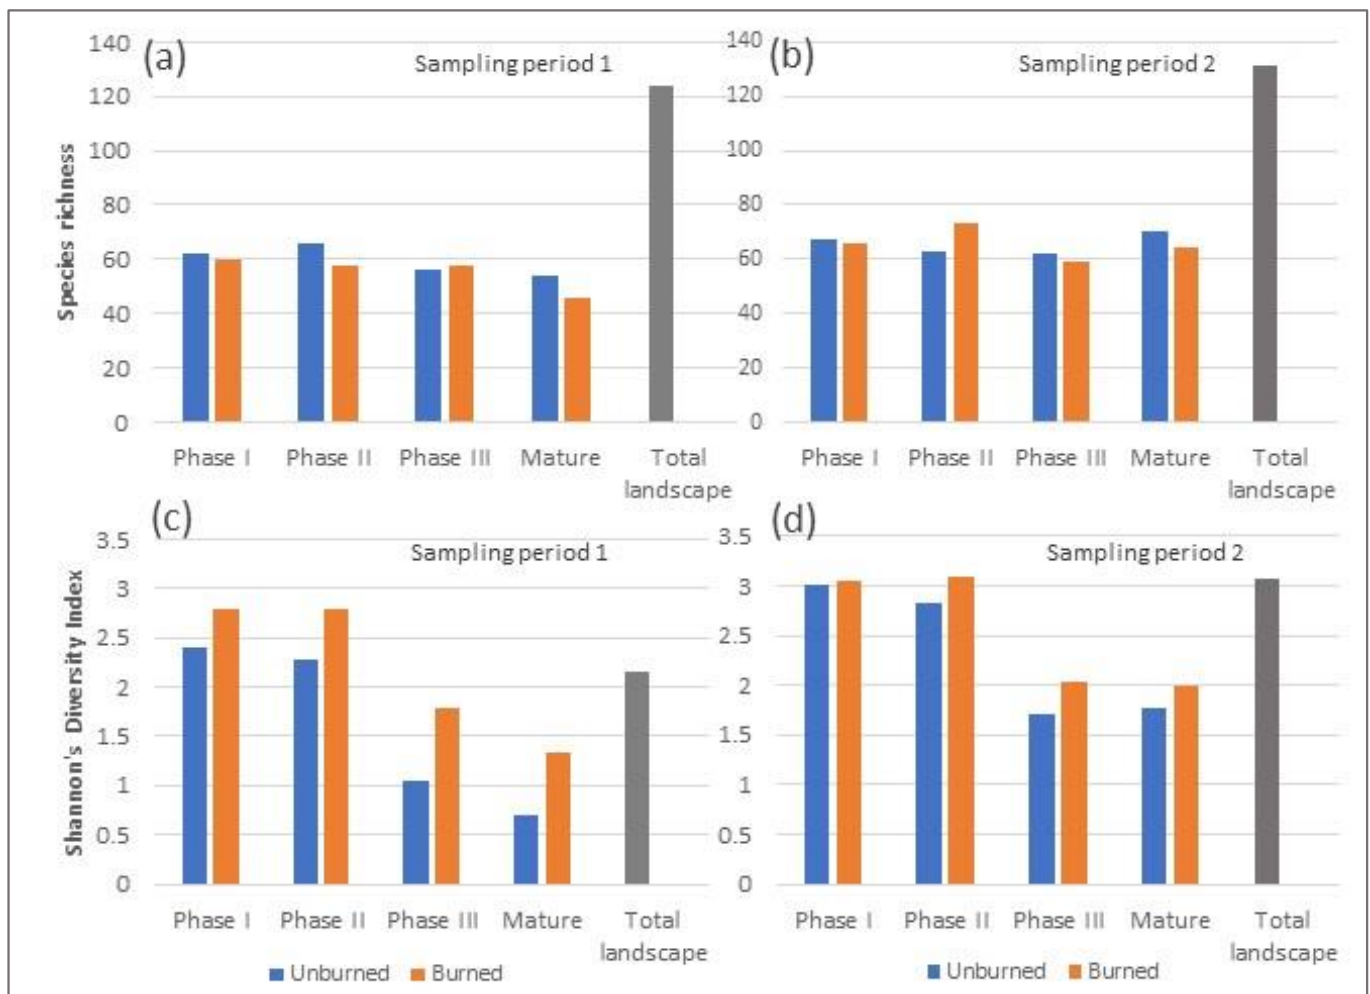 (a)
Sampling period 1
Species richness
140
120
100
80
60
40
20
0
Phase I
Phase II
Phase III
Mature
Total
landscape
(b)
Sampling period 2
140
120
100
80
60
40
20
0
Phase I
Phase II
Phase III
Mature
Total
landscape
(c)
Sampling period 1
Shannon's Diversity Index
3.5
3
2.5
2
1.5
1
0.5
0
Phase I
Phase II
Phase III
Mature
Total
landscape
Unburned
Burned
(d)
Sampling period 2
3.5
3
2.5
2
1.5
1
0.5
0
Phase I
Phase II
Phase III
Mature
Total
landscape
Unburned
Burned